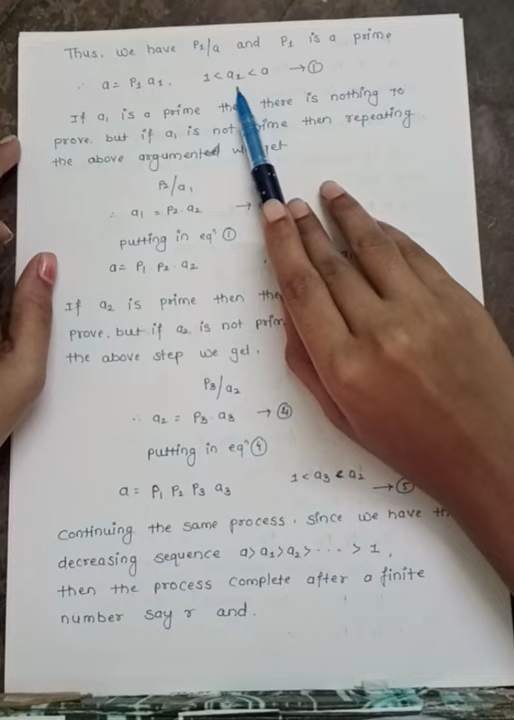 Thus, we have P1/a and P1 is a prime
∴ a = P1 a1. 1 < a1 < a → ①
If a1 is a prime the there is nothing to
prove. but if a1 is not ime then repeating
the above argumented w get
P2/a1
∴ a1 = P2. a2 →
putting in eqⁿ ①
a = P1 P2 . a2
If a2 is prime then the
prove. but if a2 is not prim
the above step we get.
P3/a2
∴ a2 = P3. a3 → ④
putting in eqⁿ ④
1 < a3 < a2
a = P1 P2 P3 a3 → ⑤
Continuing the same process, since we have th
decreasing sequence a > a1 > a2 > . . . . > 1,
then the process complete after a finite
number say r and.